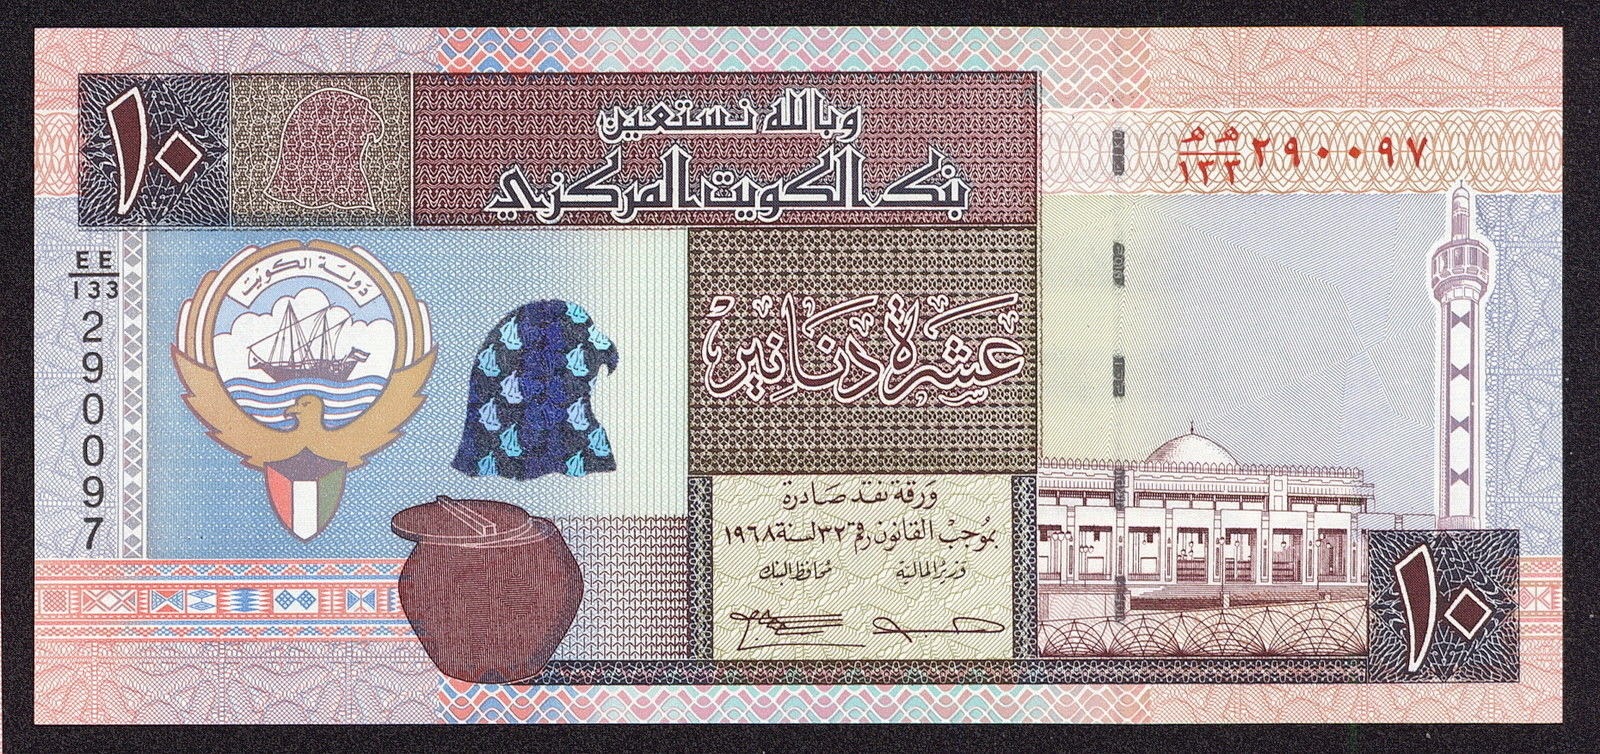 ١٠
وبالله نستعين
بنك الكويت المركزي
م م
١٣٣ ٢٩٠٠٩٧
EE
133
290097
دولة الكويت
عشرة دنانير
ورقة نقد صادرة
بموجب القانون رقم ٣٢ لسنة ١٩٦٨
وزير المالية محافظ البنك
١٠